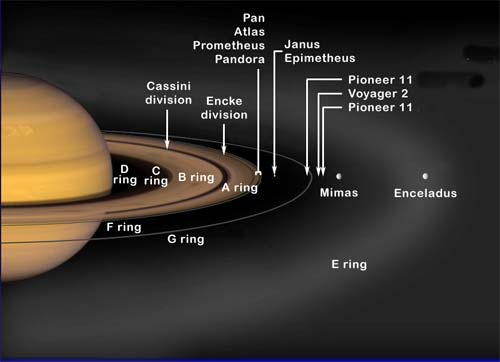 Pan
Atlas
Prometheus
Pandora
Janus
Epimetheus
Pioneer 11
Voyager 2
Pioneer 11
Cassini
division
Encke
division
D
ring
C
ring
B ring
A ring
Mimas
Enceladus
F ring
G ring
E ring